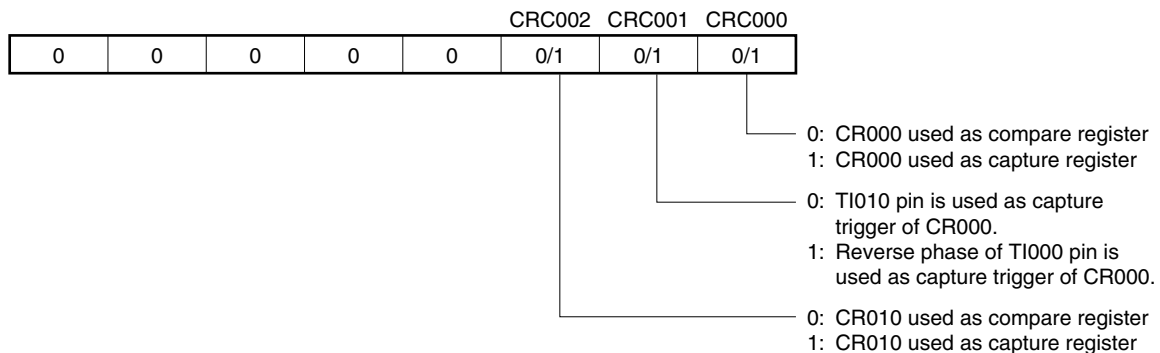 CRC002 CRC001 CRC000
0 0 0 0 0 0/1 0/1 0/1
0: CR000 used as compare register
1: CR000 used as capture register
0: TI010 pin is used as capture
trigger of CR000.
1: Reverse phase of TI000 pin is
used as capture trigger of CR000.
0: CR010 used as compare register
1: CR010 used as capture register